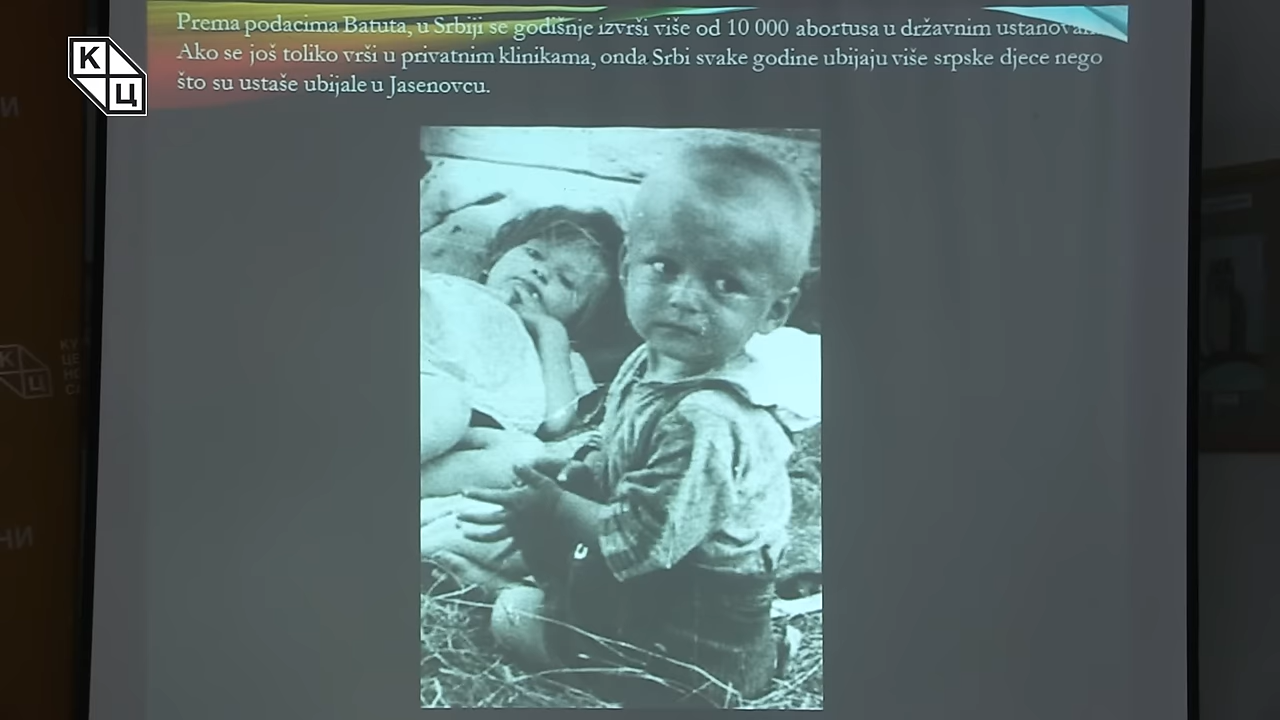 Prema podacima Batuta, u Srbiji se godišnje izvrši više od 10 000 abortusa u državnim
Ako se još toliko vrši u privatnim klinikama, onda Srbi svake godine ubijaju više srpske djece nego
što su ustaše ubijale u Jasenovcu.
К
Ц
К
Ц